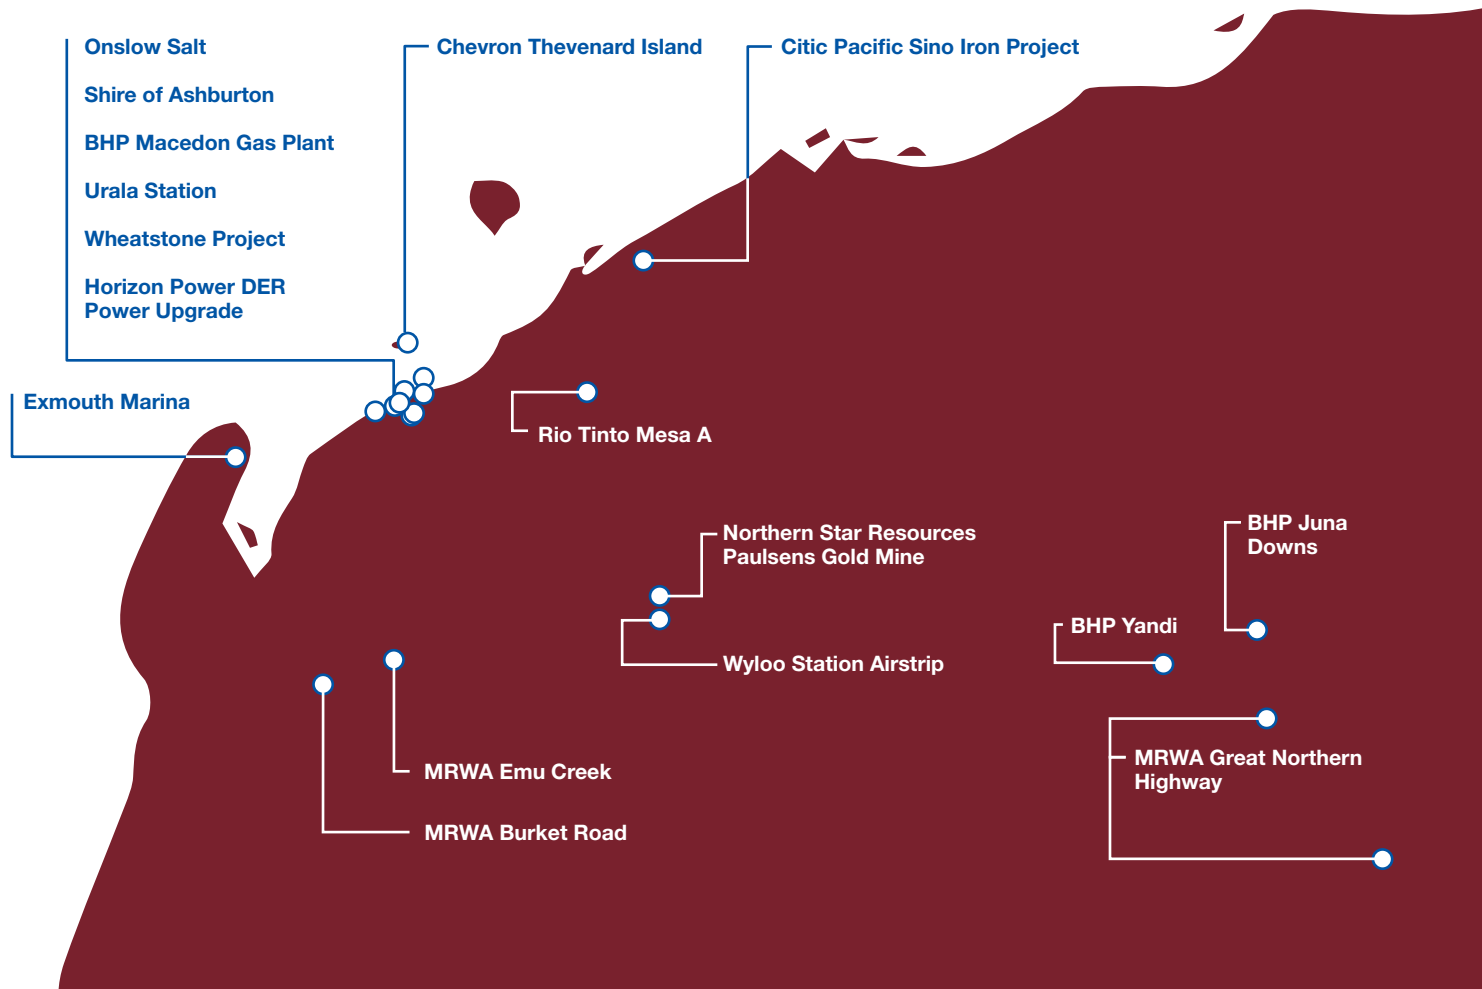 Onslow Salt
Shire of Ashburton
BHP Macedon Gas Plant
Urala Station
Wheatstone Project
Horizon Power DER
Power Upgrade
Chevron Thevenard Island
Citic Pacific Sino Iron Project
Exmouth Marina
Rio Tinto Mesa A
Northern Star Resources
Paulsens Gold Mine
Wyloo Station Airstrip
BHP Juna
Downs
BHP Yandi
MRWA Great Northern
Highway
MRWA Emu Creek
MRWA Burket Road